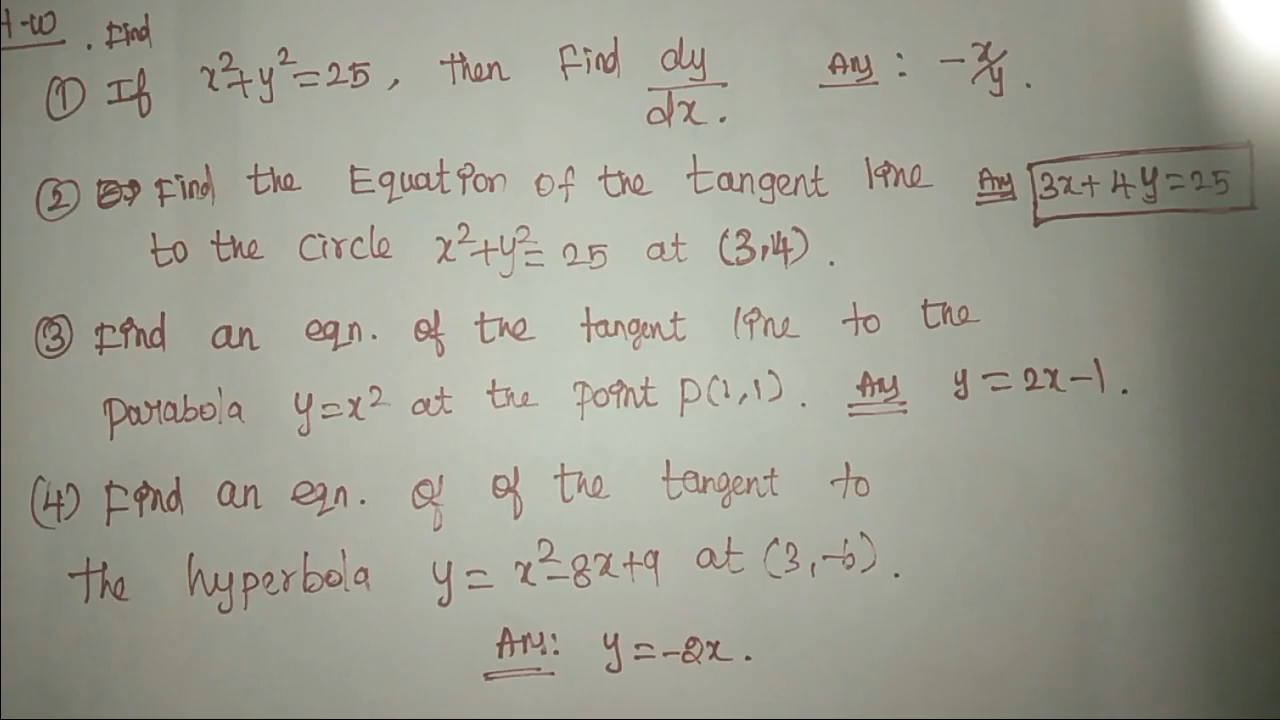 H-W . Find
① If x²+y²=25, then Find dy/dx. Ans : -x/y.
② Find the Equation of the tangent line Ans 3x+4y=25
to the circle x²+y²=25 at (3,4).
③ Find an eqn. of the tangent line to the
parabola y=x² at the point P(1,1). Ans y=2x-1.
(4) Find an eqn. of of the tangent to
the hyperbola y=x²-8x+9 at (3,-6).
Ans: y=-2x.